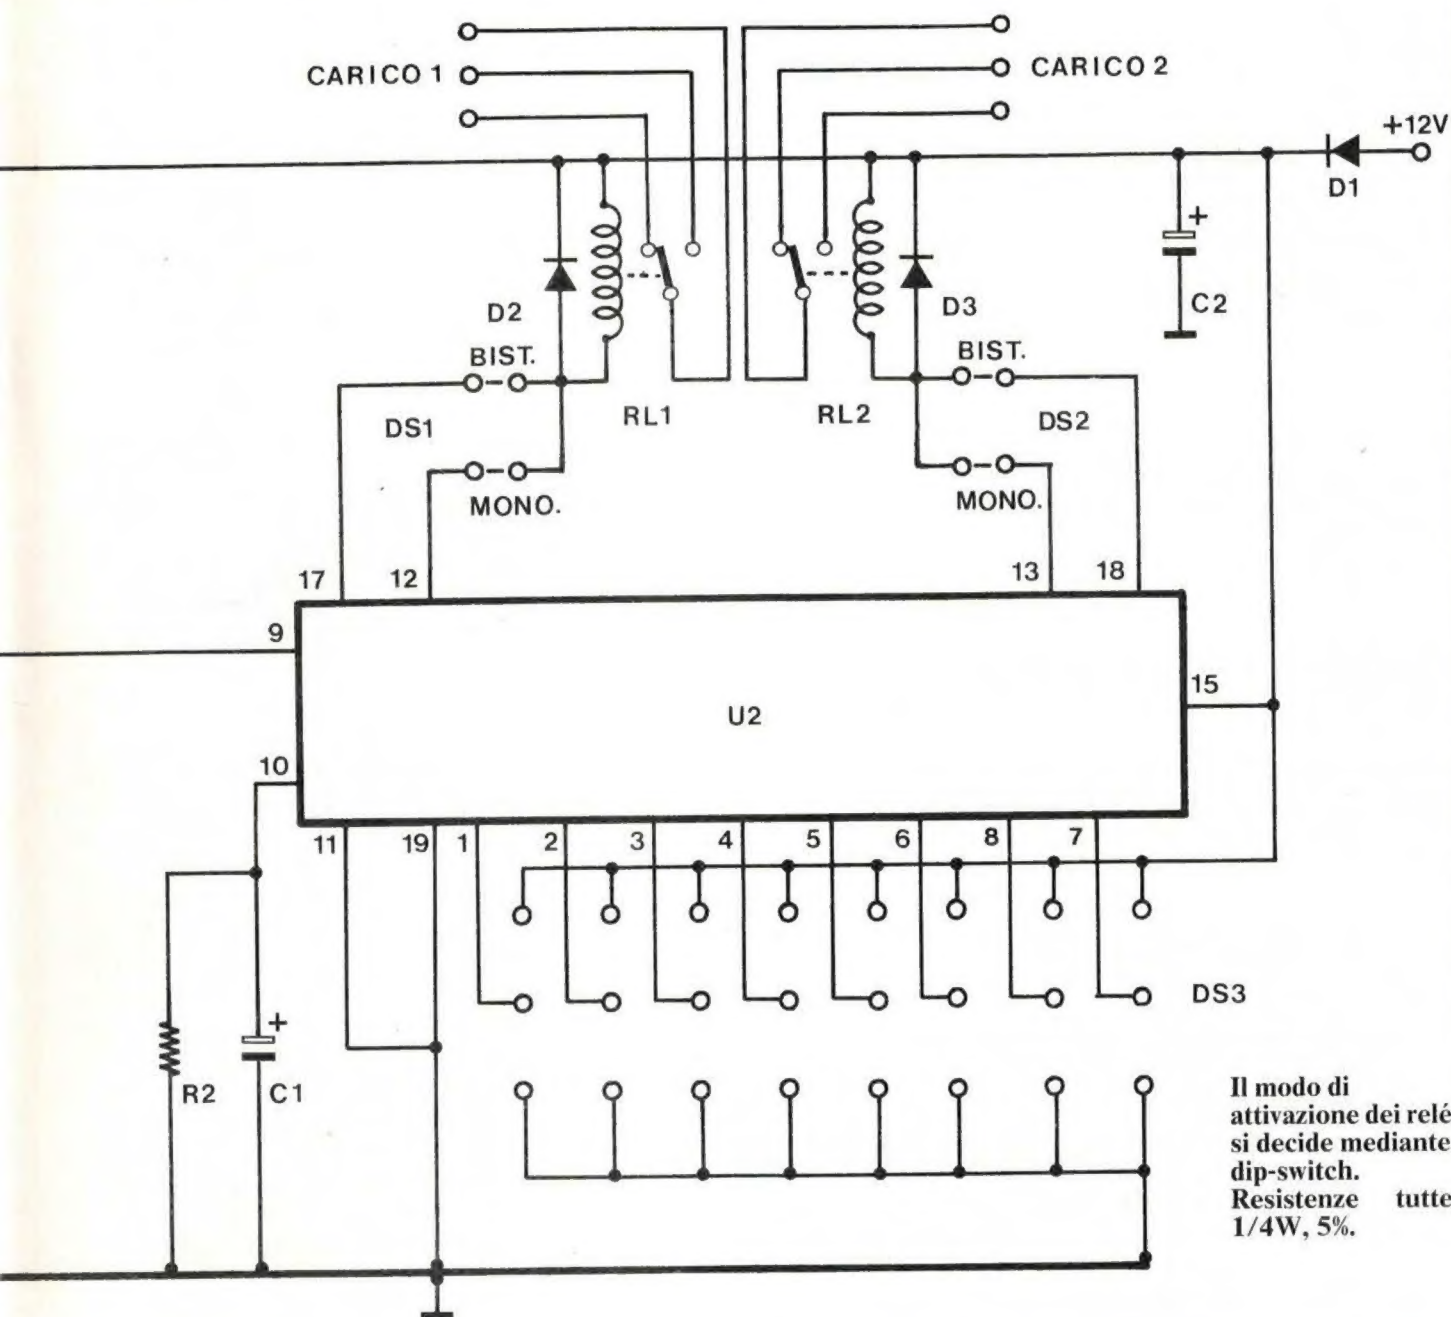 CARICO 1
CARICO 2
+12V
D1
+
C2
D2
D3
BIST.
BIST.
DS1
RL1
RL2
DS2
MONO.
MONO.
17
12
13
18
9
15
U2
10
11
19
1
2
3
4
5
6
8
7
DS3
+
R2
C1
Il modo di
attivazione dei relé
si decide mediante
dip-switch.
Resistenze tutte
1/4W, 5%.